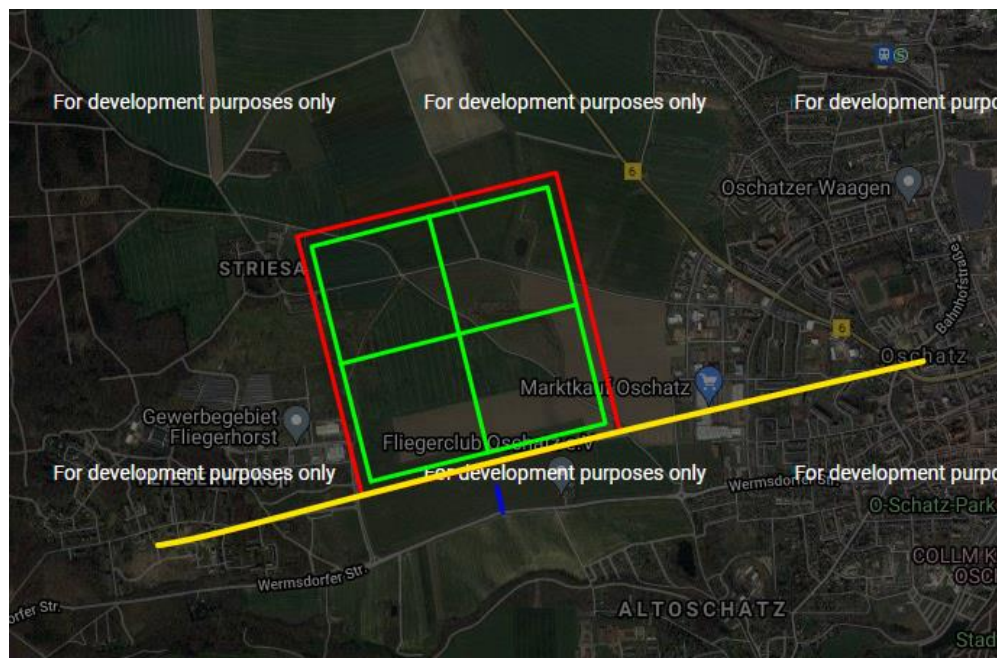 For development purposes only
For development purposes only
For development purpo
6
Oschatzer Waagen
STRIESA
Bahnhofstraße
6
Oschatz
Marktkauf Oschatz
Gewerbegebiet
Fliegerhorst
Fliegerclub Oschatz e.V
For development purposes only
For development purposes only
For development purpo
Wermsdorfer Str.
O-Schatz-Park
COLLM K
OSC
Wermsdorfer Str.
orfer Str.
ALTOSCHATZ
Stad
S